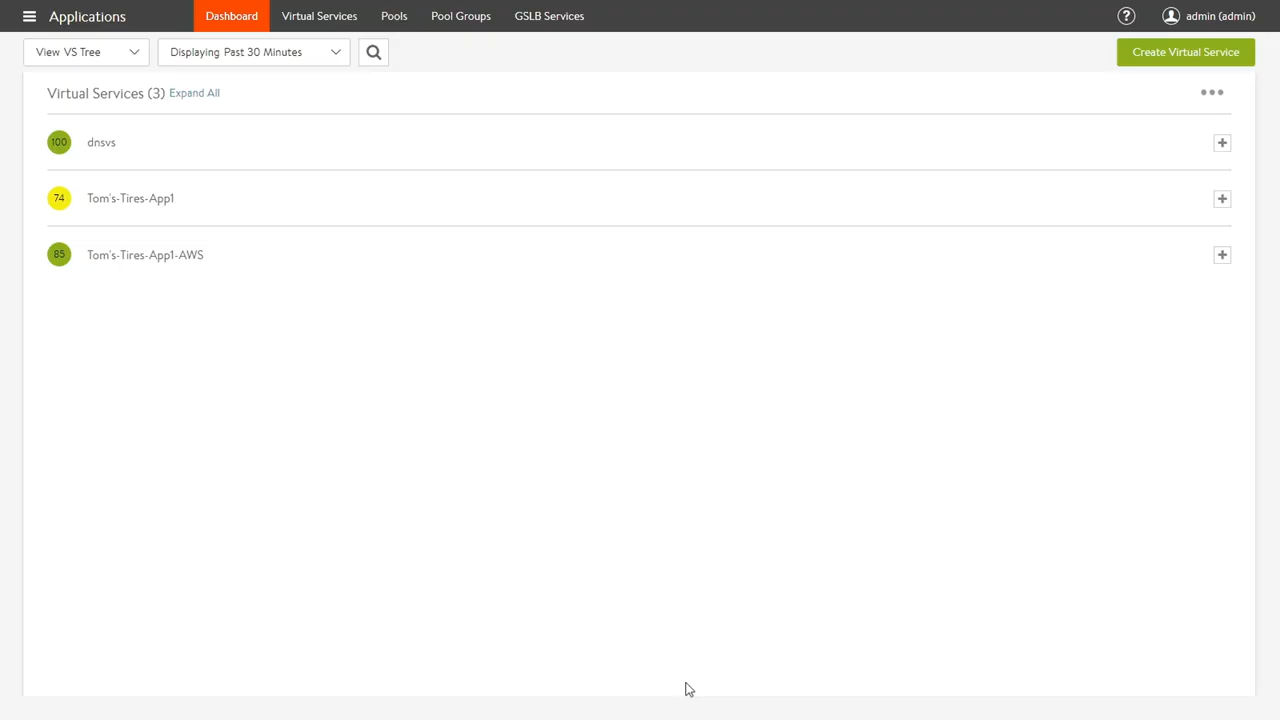 Applications
Dashboard
Virtual Services
Pools
Pool Groups
GSLB Services
admin (admin)
View VS Tree
Displaying Past 30 Minutes
Create Virtual Service
Virtual Services (3) Expand All
100 dnsvs
74 Tom's-Tires-App1
85 Tom's-Tires-App1-AWS